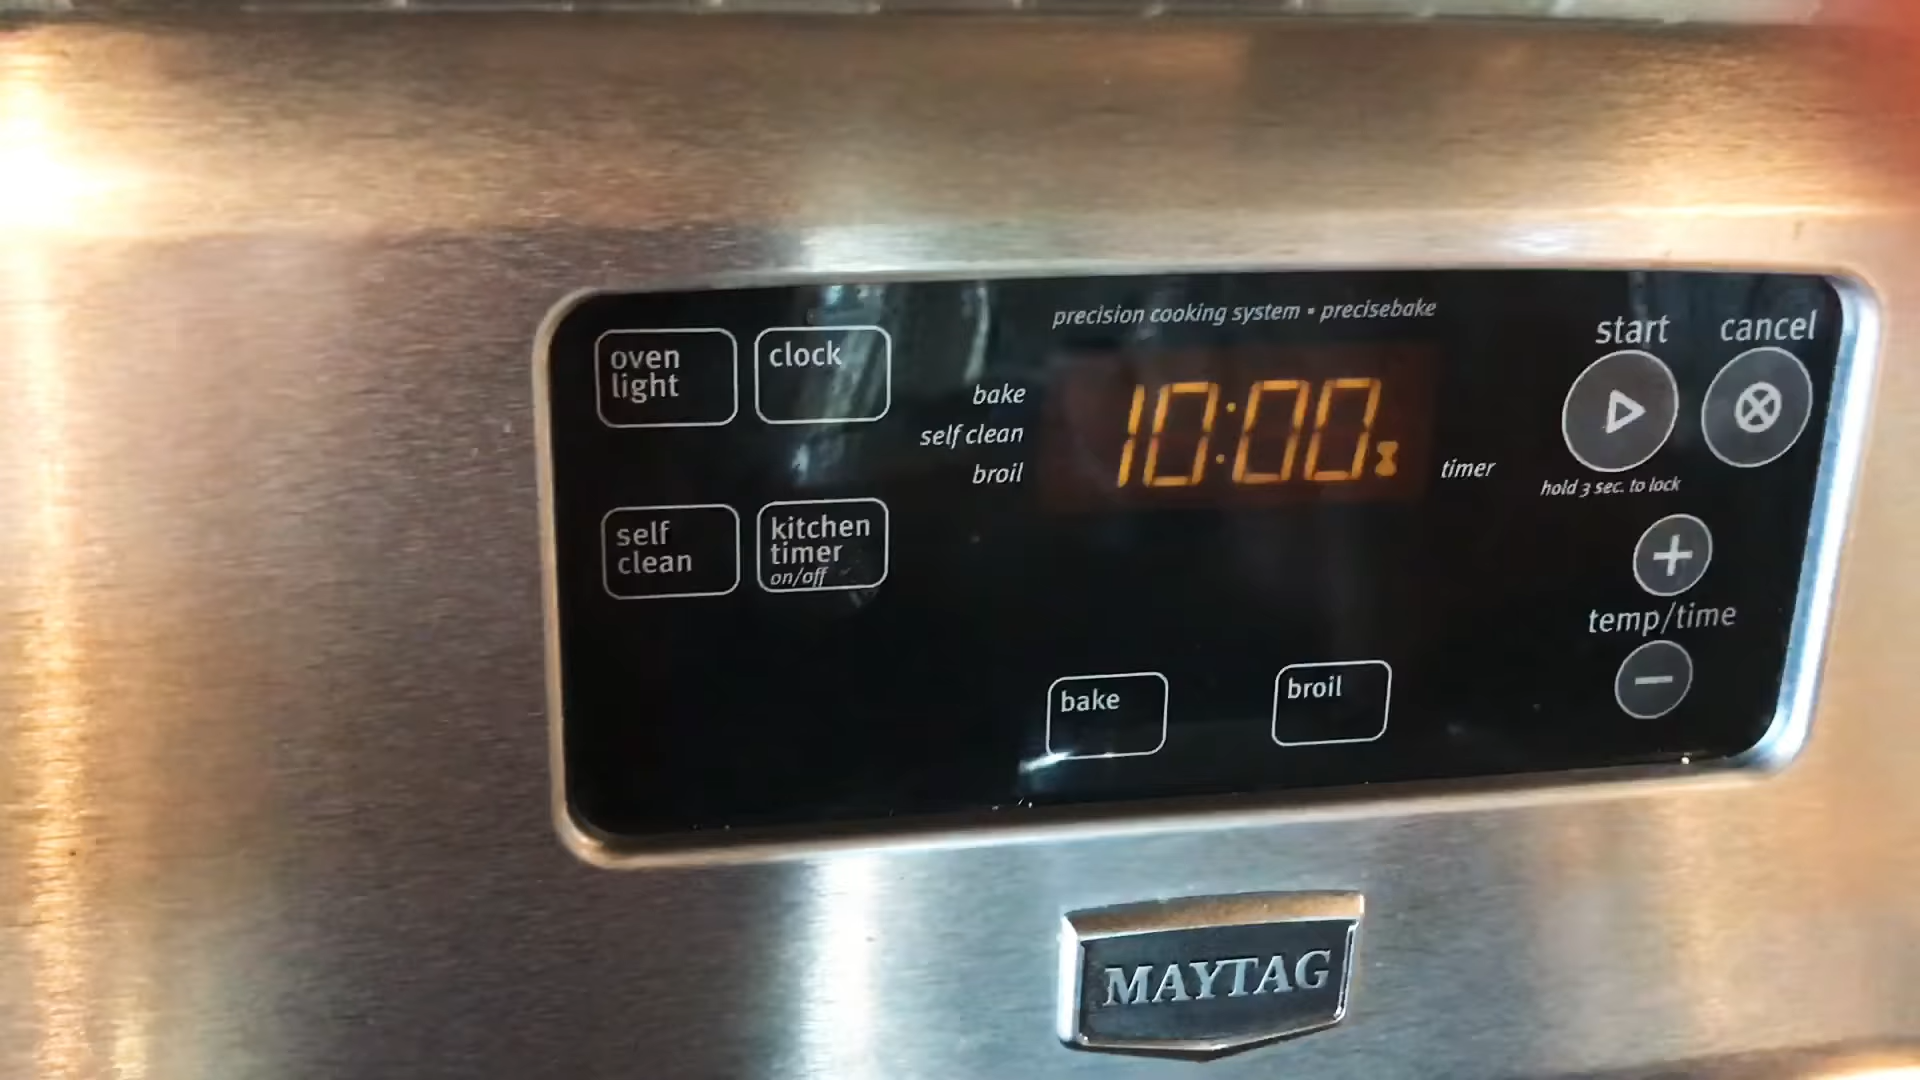 precision cooking system • precisebake
oven
light
clock
start
cancel
bake
self clean
broil
10:00
timer
hold 3 sec. to lock
self
clean
kitchen
timer
on/off
temp/time
bake
broil
MAYTAG